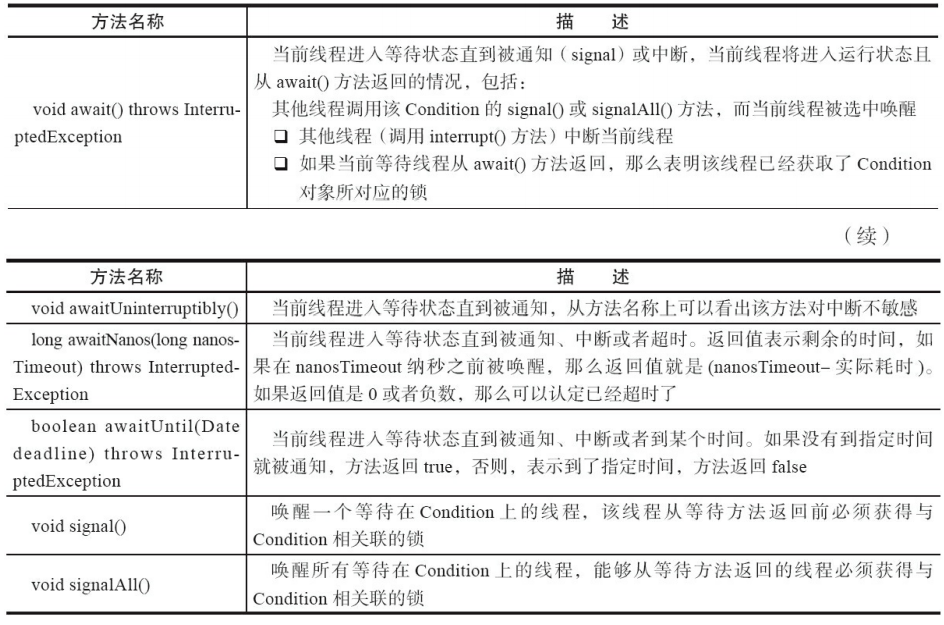 方法名称 描 述
void await() throws Interru-
ptedException
当前线程进入等待状态直到被通知（signal）或中断，当前线程将进入运行状态且
从 await() 方法返回的情况，包括：
其他线程调用该 Condition 的 signal() 或 signalAll() 方法，而当前线程被选中唤醒
❑ 其他线程（调用 interrupt() 方法）中断当前线程
❑ 如果当前等待线程从 await() 方法返回，那么表明该线程已经获取了 Condition
对象所对应的锁
（续）
方法名称 描 述
void awaitUninterruptibly()
当前线程进入等待状态直到被通知，从方法名称上可以看出该方法对中断不敏感
long awaitNanos(long nanos-
Timeout) throws Interrupted-
Exception
当前线程进入等待状态直到被通知、中断或者超时。返回值表示剩余的时间，如
果在 nanosTimeout 纳秒之前被唤醒，那么返回值就是 (nanosTimeout– 实际耗时 )。
如果返回值是 0 或者负数，那么可以认定已经超时了
boolean awaitUntil(Date
deadline) throws Interru-
ptedException
当前线程进入等待状态直到被通知、中断或者到某个时间。如果没有到指定时间
就被通知，方法返回 true，否则，表示到了指定时间，方法返回 false
void signal()
唤醒一个等待在 Condition 上的线程，该线程从等待方法返回前必须获得与
Condition 相关联的锁
void signalAll()
唤醒所有等待在 Condition 上的线程，能够从等待方法返回的线程必须获得与
Condition 相关联的锁